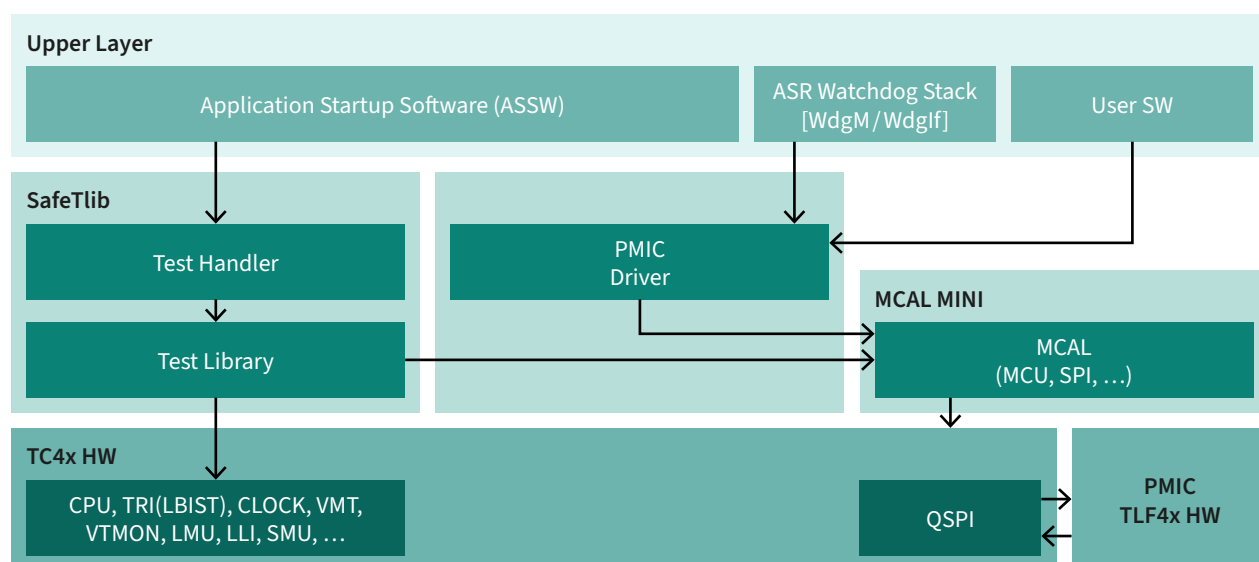 Upper Layer
Application Startup Software (ASSW)
ASR Watchdog Stack
[WdgM/WdgIf]
User SW
SafeTlib
Test Handler
PMIC
Driver
MCAL MINI
Test Library
MCAL
(MCU, SPI, …)
TC4x HW
CPU, TRI(LBIST), CLOCK, VMT,
VTMON, LMU, LLI, SMU, …
QSPI
PMIC
TLF4x HW